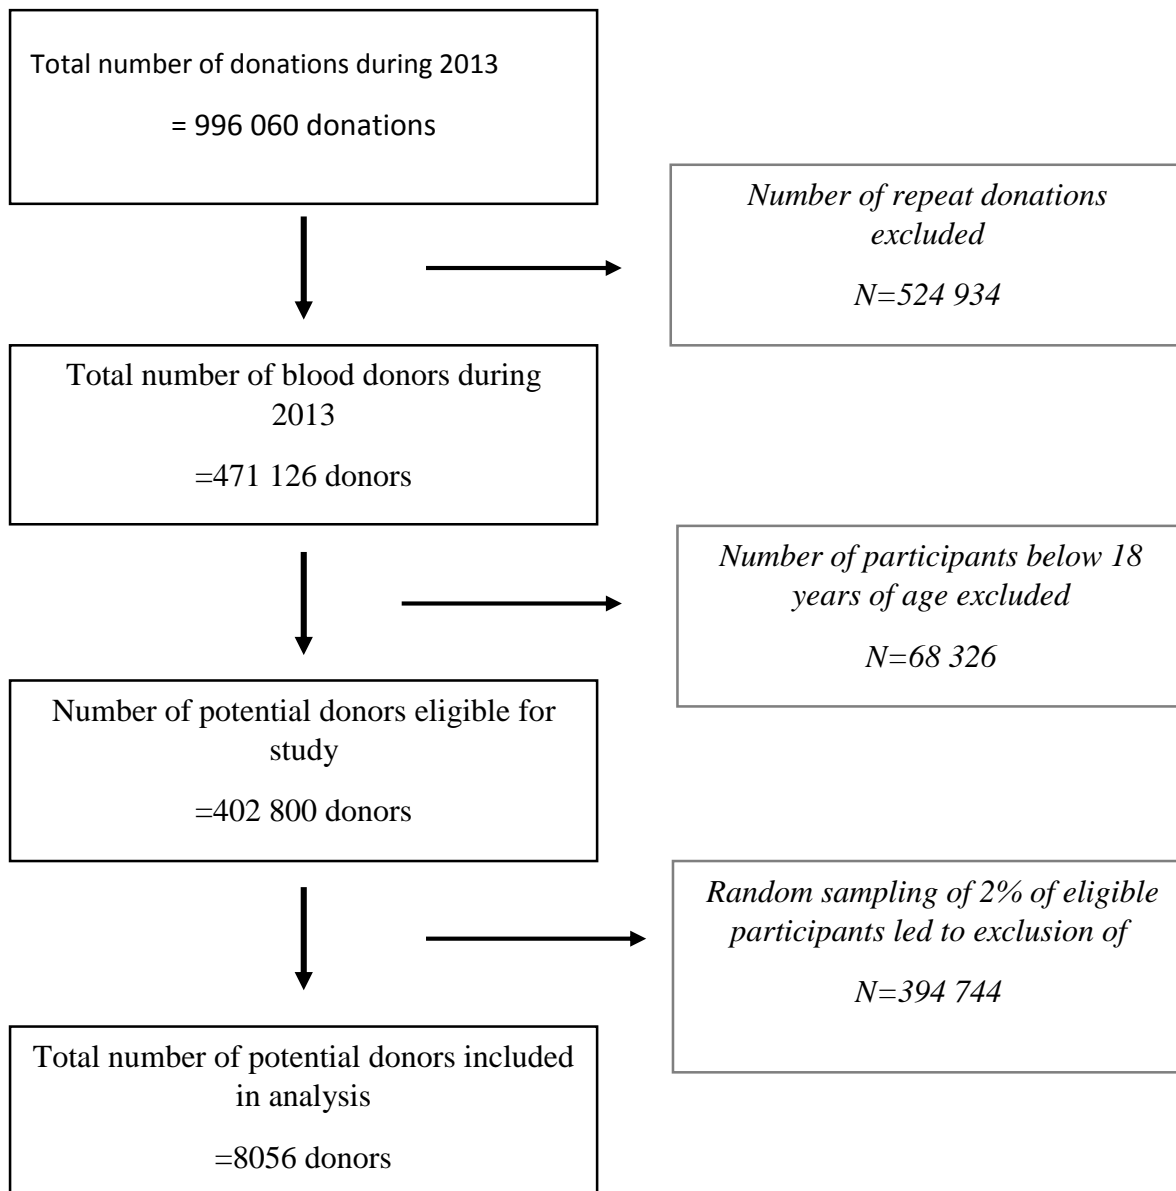 Total number of donations during 2013
= 996 060 donations
Number of repeat donations
excluded
N=524 934
Total number of blood donors during
2013
=471 126 donors
Number of participants below 18
years of age excluded
N=68 326
Number of potential donors eligible for
study
=402 800 donors
Random sampling of 2% of eligible
participants led to exclusion of
N=394 744
Total number of potential donors included
in analysis
=8056 donors